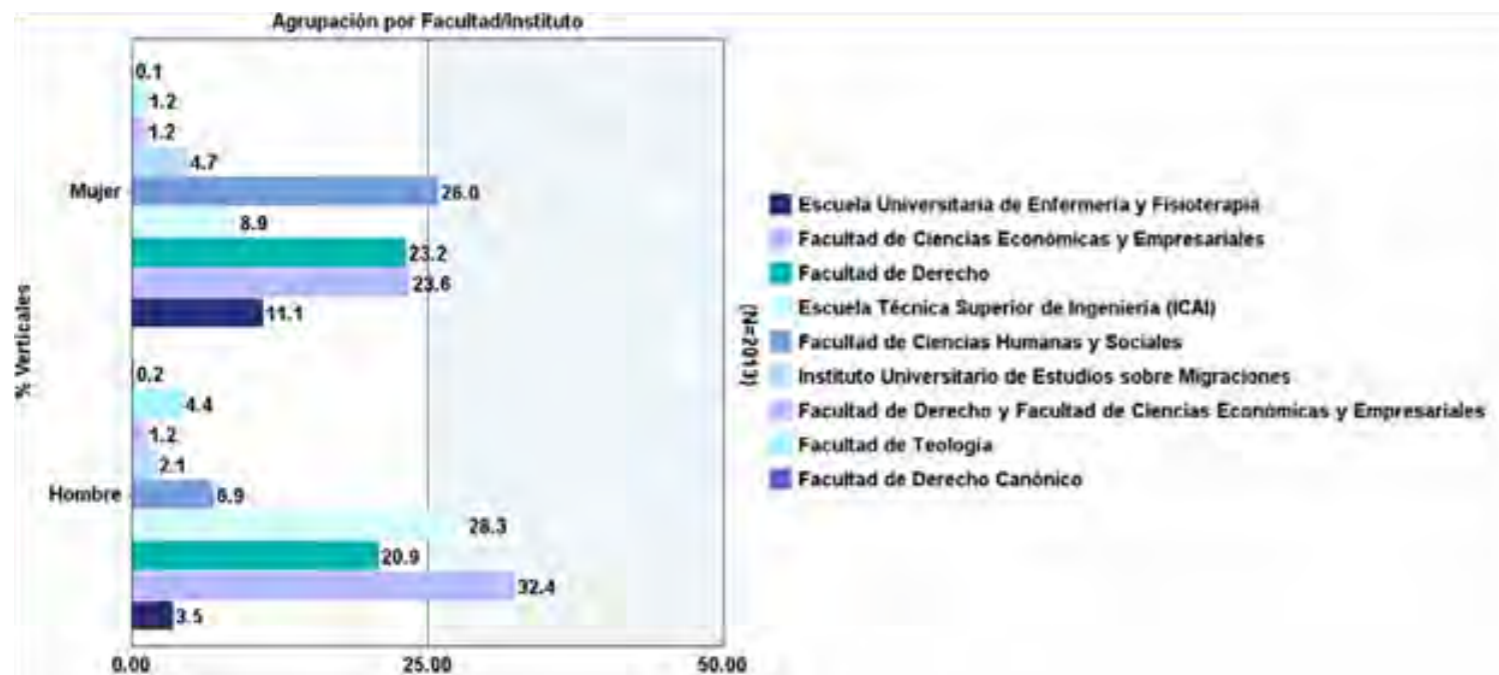 Agrupación por Facultad/Instituto
0.1
1.2
1.2
4.7
Mujer
26.0
8.9
23.2
23.6
11.1
% Verticales
0.2
4.4
1.2
2.1
Hombre
6.9
28.3
20.9
32.4
3.5
0.00
25.00
50.00
(N=2013)
Escuela Universitaria de Enfermería y Fisioterapia
Facultad de Ciencias Económicas y Empresariales
Facultad de Derecho
Escuela Técnica Superior de Ingeniería (ICAI)
Facultad de Ciencias Humanas y Sociales
Instituto Universitario de Estudios sobre Migraciones
Facultad de Derecho y Facultad de Ciencias Económicas y Empresariales
Facultad de Teología
Facultad de Derecho Canónico